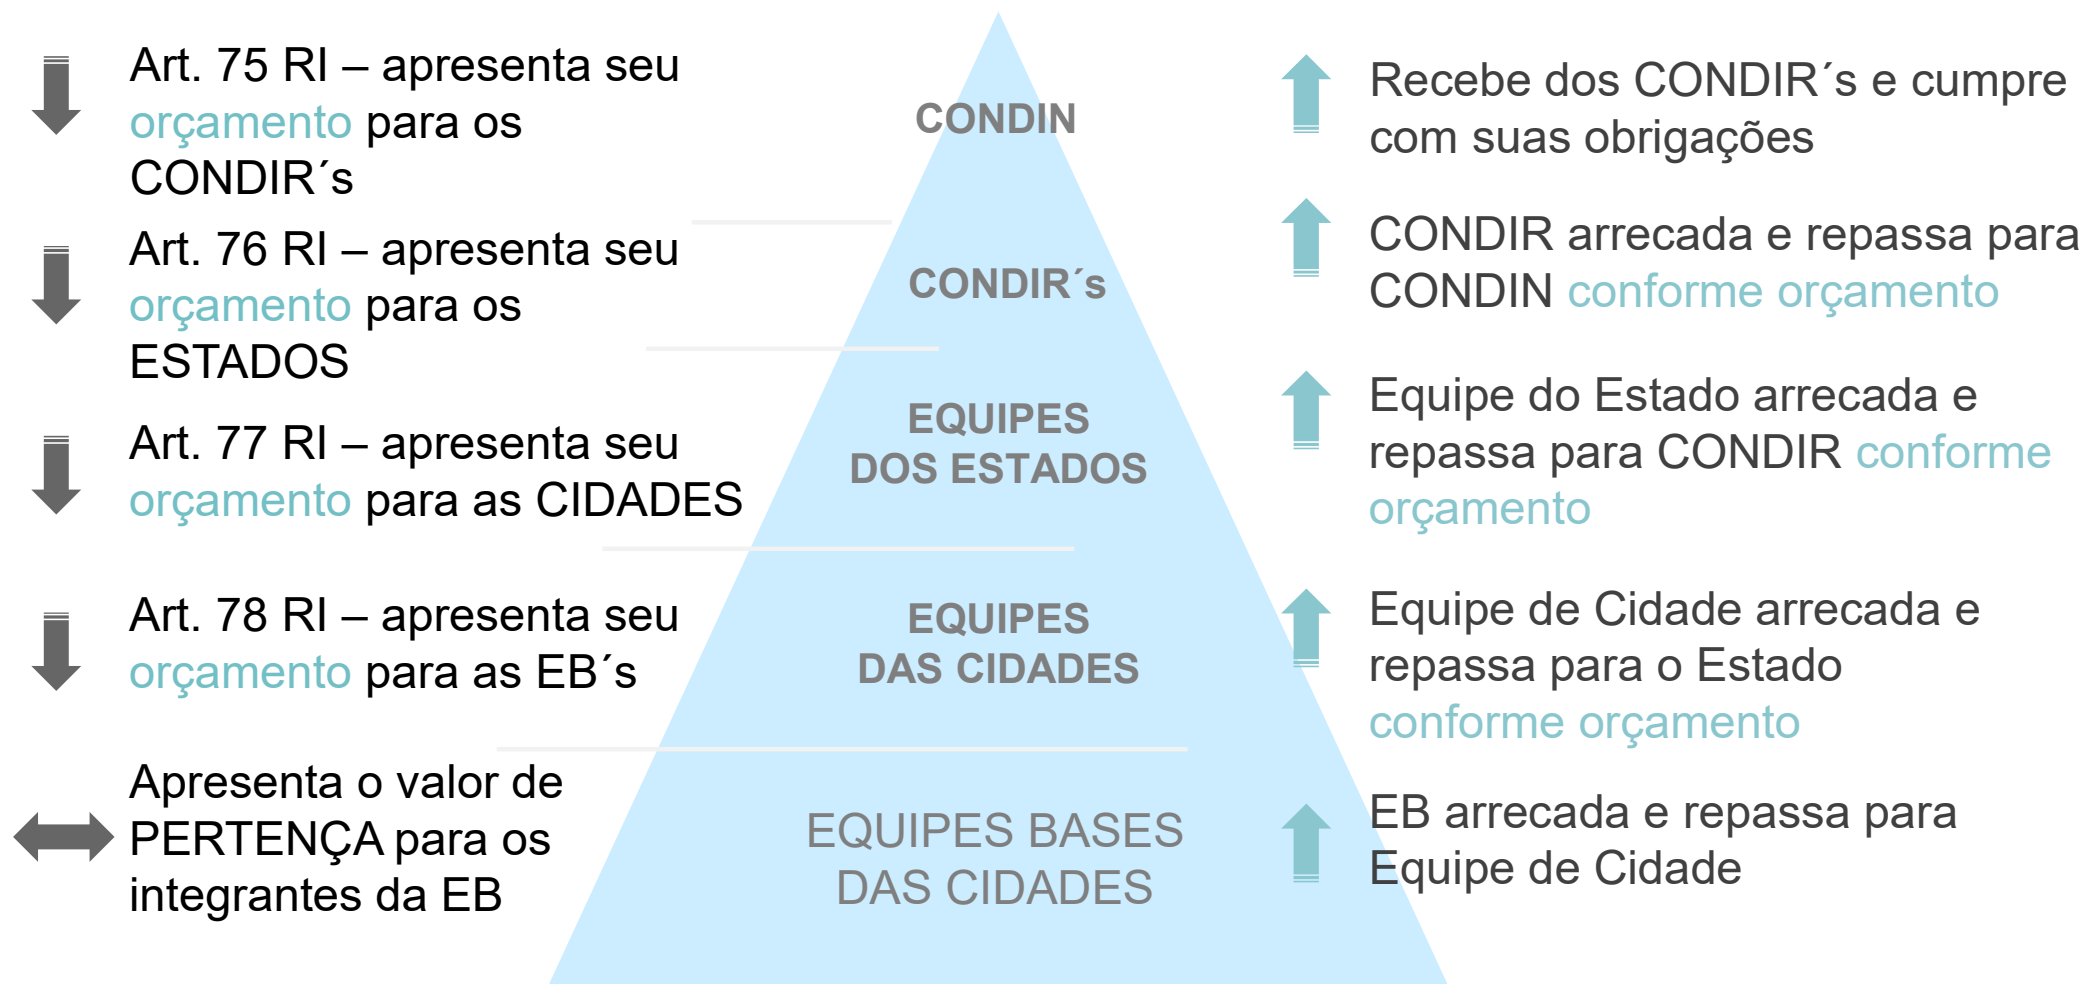 Art. 75 RI – apresenta seu
orçamento para os
CONDIR´s
Art. 76 RI – apresenta seu
orçamento para os
ESTADOS
Art. 77 RI – apresenta seu
orçamento para as CIDADES
Art. 78 RI – apresenta seu
orçamento para as EB´s
Apresenta o valor de
PERTENÇA para os
integrantes da EB
CONDIN
CONDIR´s
EQUIPES
DOS ESTADOS
EQUIPES
DAS CIDADES
EQUIPES BASES
DAS CIDADES
Recebe dos CONDIR´s e cumpre
com suas obrigações
CONDIR arrecada e repassa para
CONDIN conforme orçamento
Equipe do Estado arrecada e
repassa para CONDIR conforme
orçamento
Equipe de Cidade arrecada e
repassa para o Estado
conforme orçamento
EB arrecada e repassa para
Equipe de Cidade